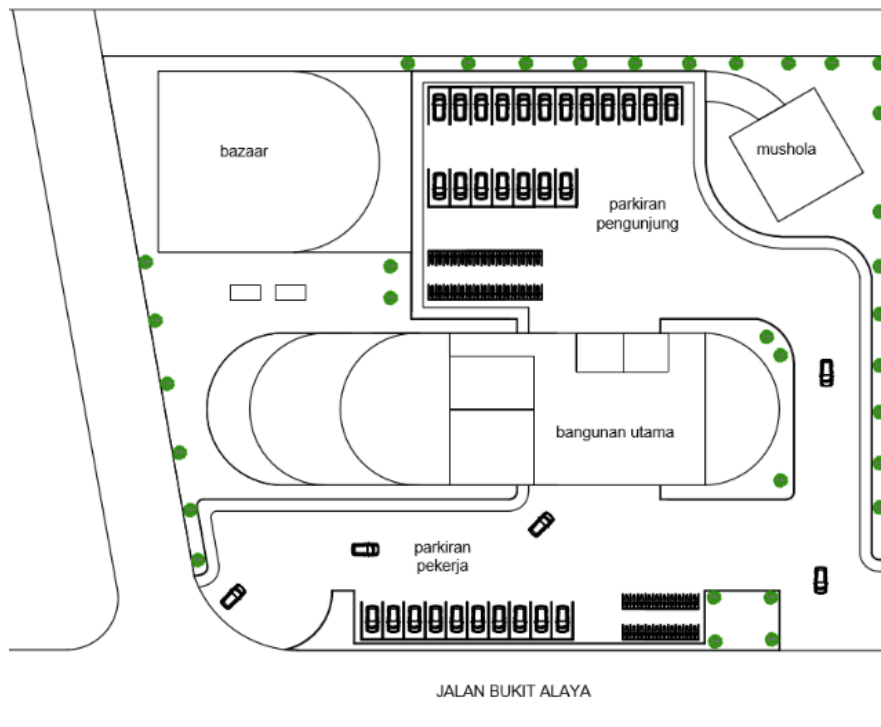 bazaar
mushola
parkiran
pengunjung
bangunan utama
parkiran
pekerja
JALAN BUKIT ALAYA